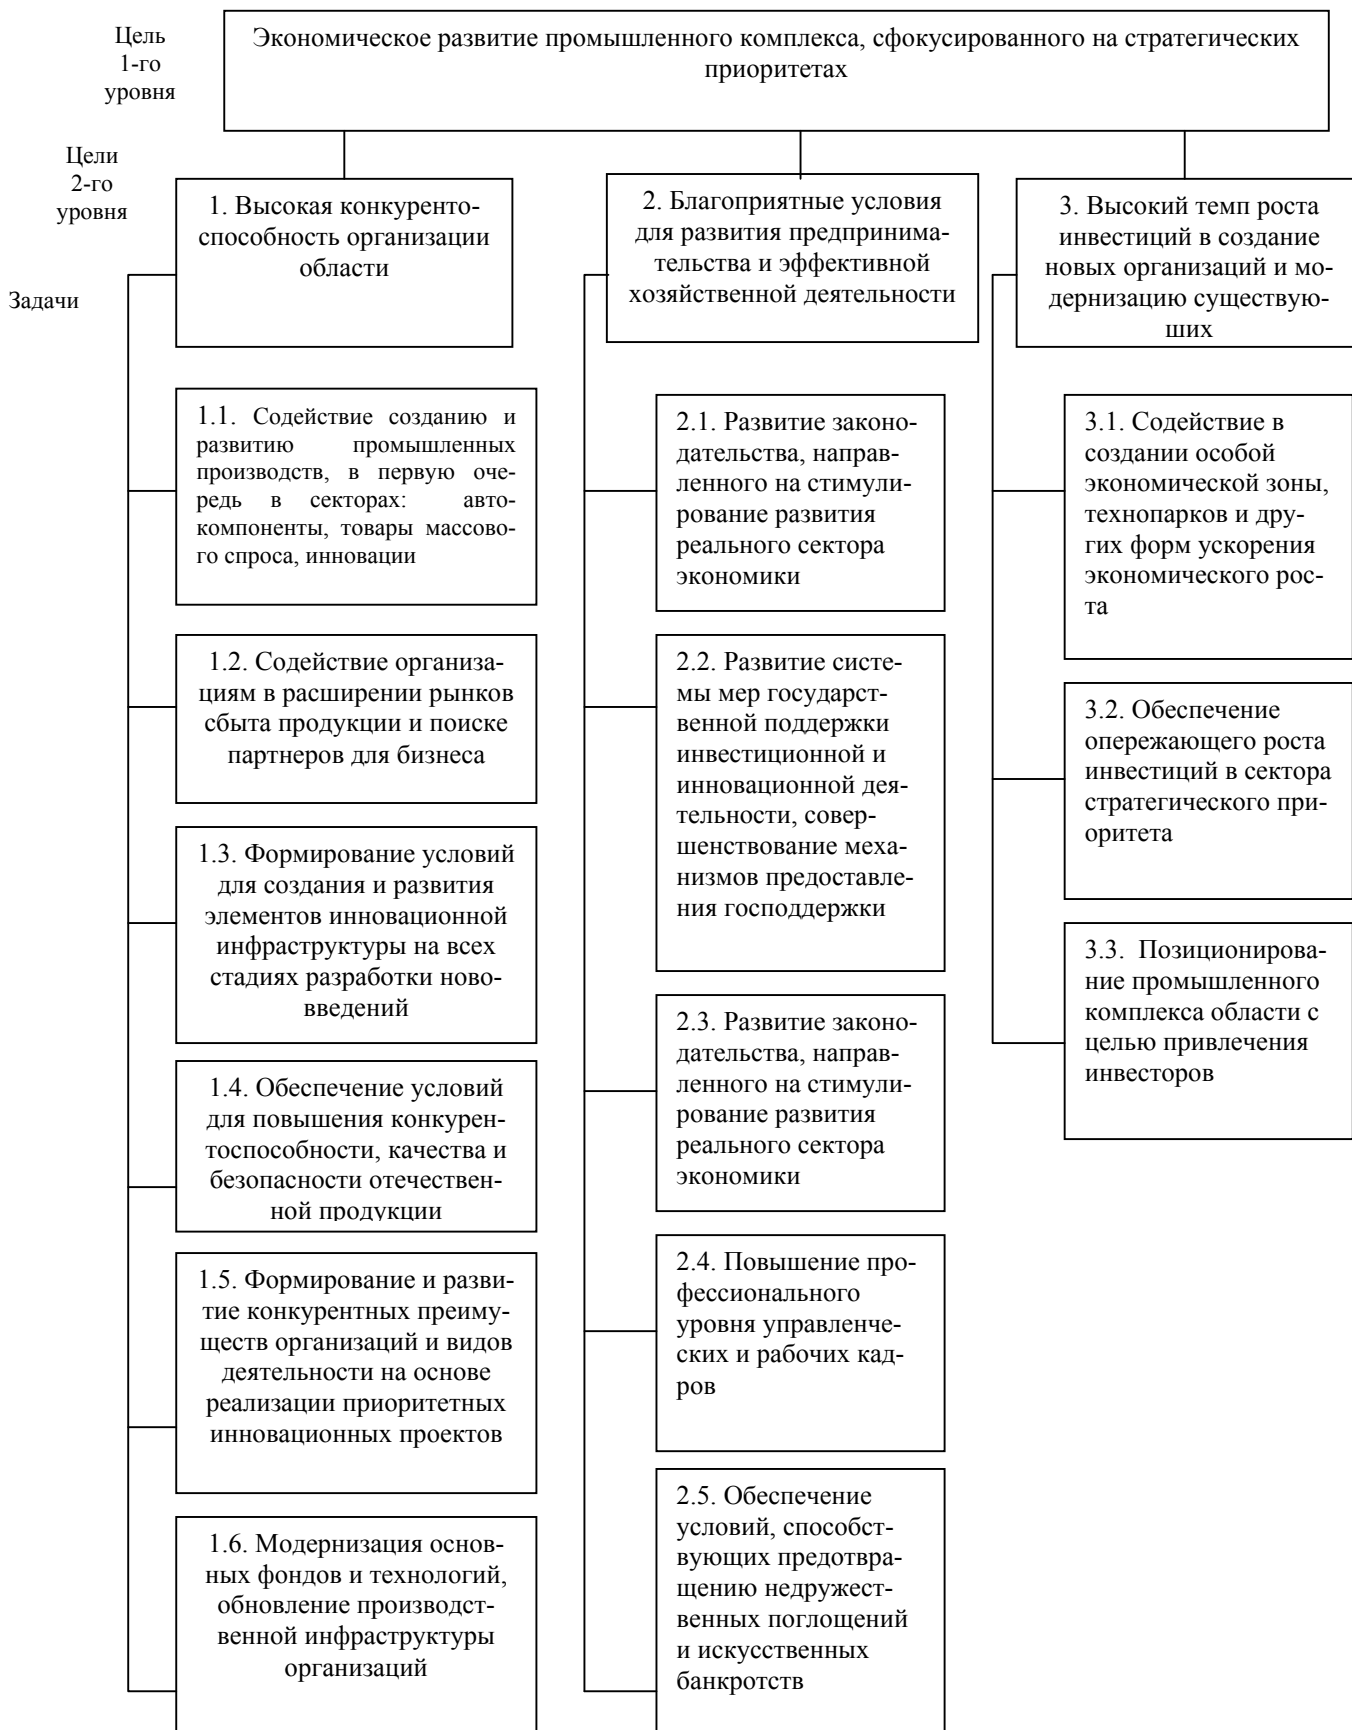 Цель
1-го
уровня
Экономическое развитие промышленного комплекса, сфокусированного на стратегических
приоритетах
Цели
2-го
уровня
1. Высокая конкуренто-
способность организации
области
2. Благоприятные условия
для развития предпринима-
тельства и эффективной
хозяйственной деятельности
3. Высокий темп роста
инвестиций в создание
новых организаций и мо-
дернизацию существую-
ших
Задачи
1.1. Содействие созданию и
развитию промышленных
производств, в первую оче-
редь в секторах: авто-
компоненты, товары массово-
го спроса, инновации
1.2. Содействие организа-
циям в расширении рынков
сбыта продукции и поиске
партнеров для бизнеса
1.3. Формирование условий
для создания и развития
элементов инновационной
инфраструктуры на всех
стадиях разработки ново-
введений
1.4. Обеспечение условий
для повышения конкурен-
тоспособности, качества и
безопасности отечествен-
ной продукции
1.5. Формирование и разви-
тие конкурентных преиму-
ществ организаций и видов
деятельности на основе
реализации приоритетных
инновационных проектов
1.6. Модернизация основ-
ных фондов и технологий,
обновление производст-
венной инфраструктуры
организаций
2.1. Развитие законо-
дательства, направ-
ленного на стимули-
рование развития
реального сектора
экономики
2.2. Развитие систе-
мы мер государст-
венной поддержки
инвестиционной и
инновационной дея-
тельности, совер-
шенствование меха-
низмов предоставле-
ния господдержки
2.3. Развитие законо-
дательства, направ-
ленного на стимули-
рование развития
реального сектора
экономики
2.4. Повышение про-
фессионального
уровня управленче-
ских и рабочих кад-
ров
2.5. Обеспечение
условий, способст-
вующих предотвра-
щению недружест-
венных поглощений
и искусственных
банкротств
3.1. Содействие в
создании особой
экономической зоны,
технопарков и дру-
гих форм ускорения
экономического рос-
та
3.2. Обеспечение
опережающего роста
инвестиций в сектора
стратегического при-
оритета
3.3. Позиционирова-
ние промышленного
комплекса области с
целью привлечения
инвесторов